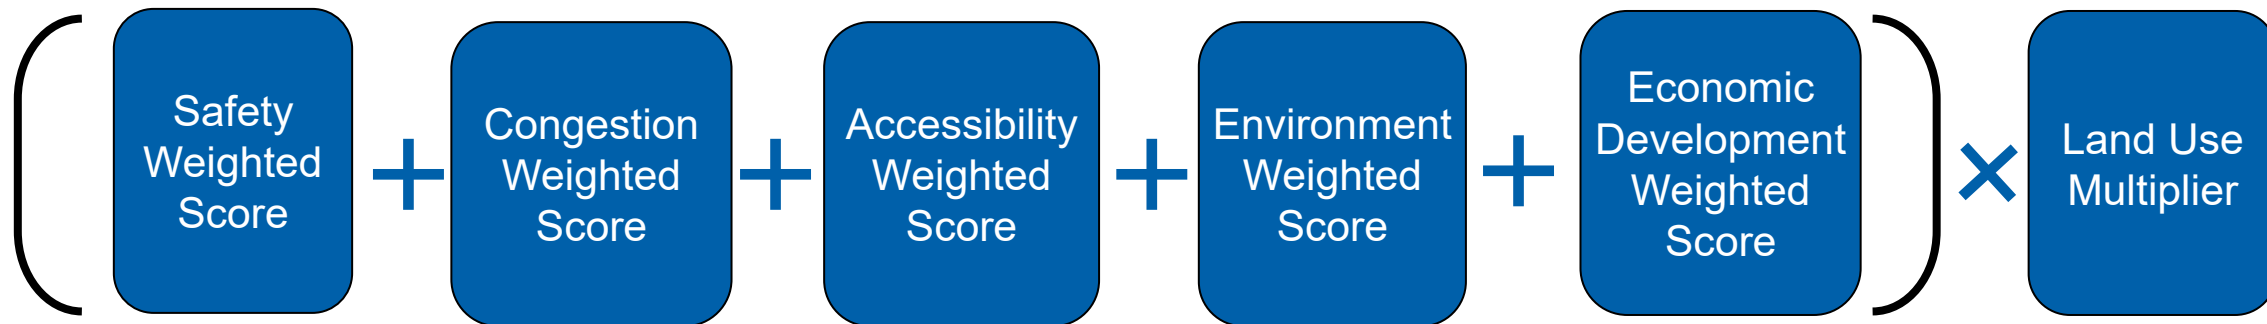 Safety
Weighted
Score
Congestion
Weighted
Score
Accessibility
Weighted
Score
Environment
Weighted
Score
Economic
Development
Weighted
Score
Land Use
Multiplier